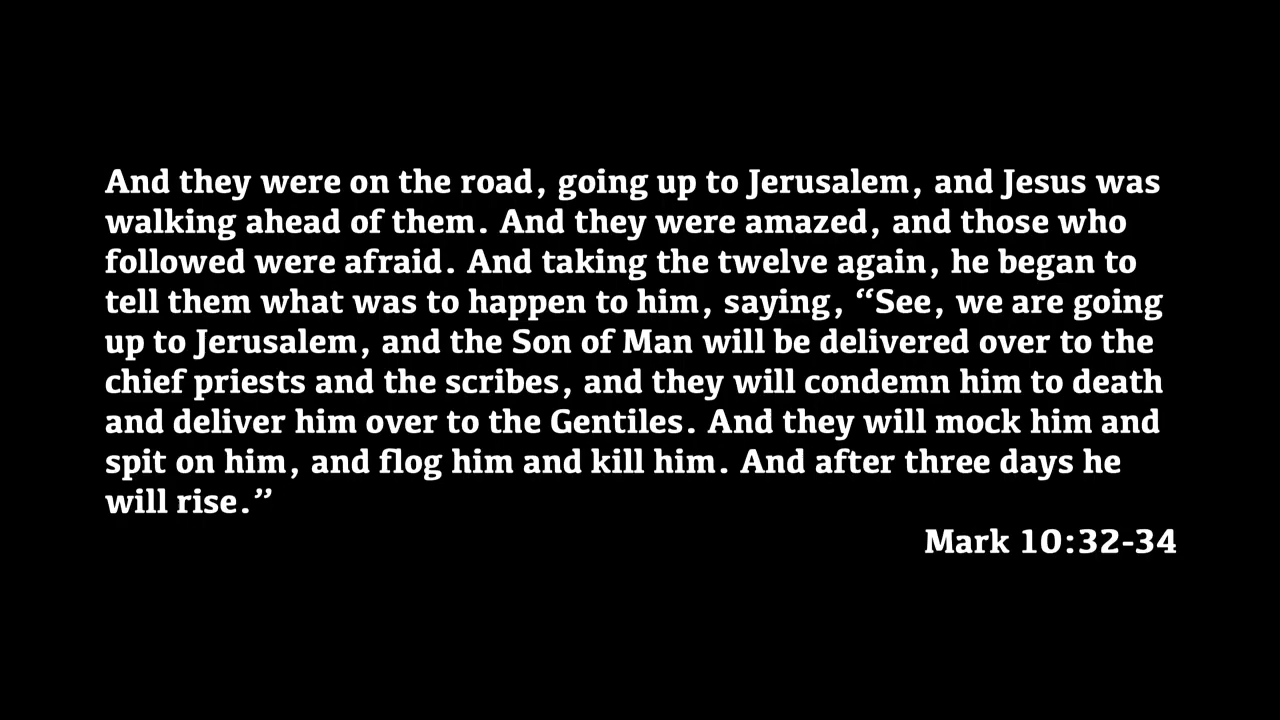 And they were on the road, going up to Jerusalem, and Jesus was
walking ahead of them. And they were amazed, and those who
followed were afraid. And taking the twelve again, he began to
tell them what was to happen to him, saying, “See, we are going
up to Jerusalem, and the Son of Man will be delivered over to the
chief priests and the scribes, and they will condemn him to death
and deliver him over to the Gentiles. And they will mock him and
spit on him, and flog him and kill him. And after three days he
will rise.”
Mark 10:32-34